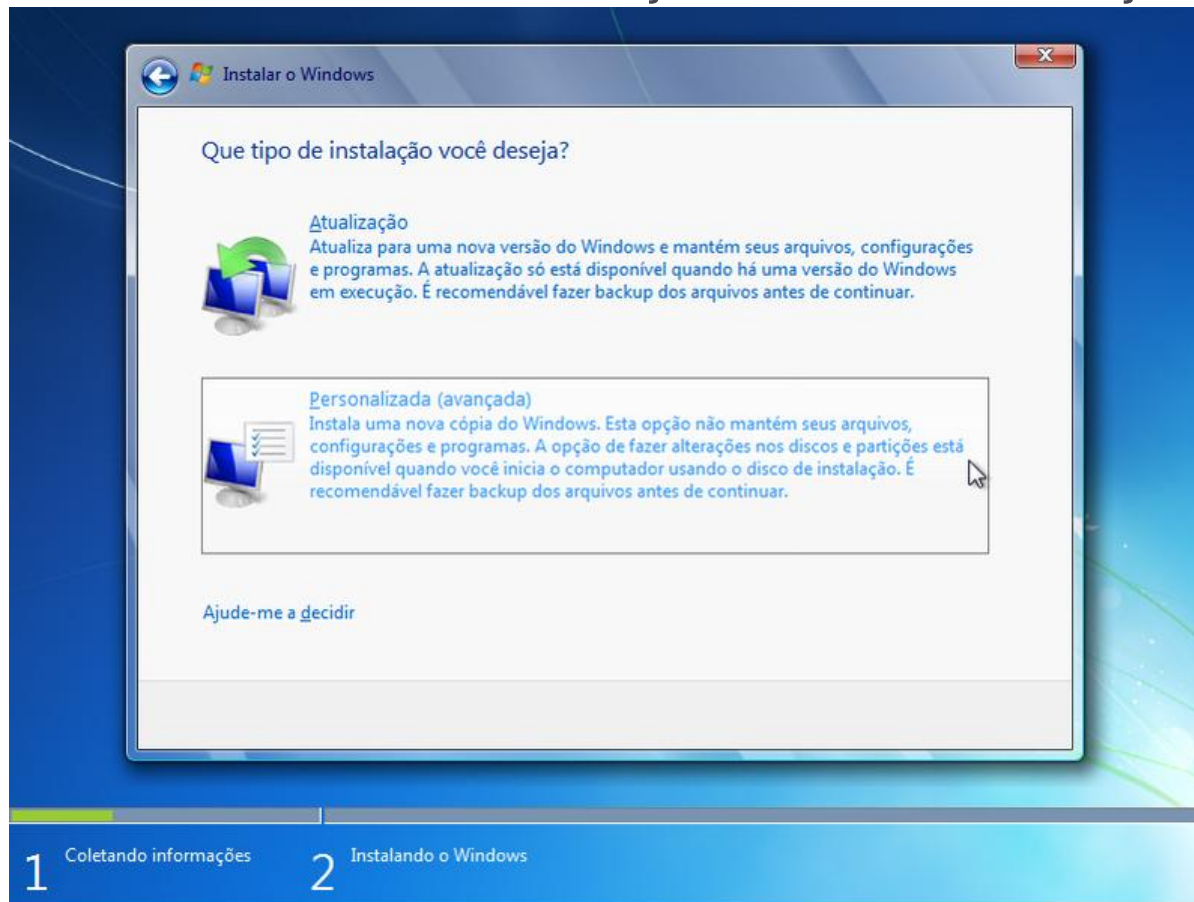 Instalar o Windows
Que tipo de instalação você deseja?
Atualização
Atualiza para uma nova versão do Windows e mantém seus arquivos, configurações
e programas. A atualização só está disponível quando há uma versão do Windows
em execução. É recomendável fazer backup dos arquivos antes de continuar.
Personalizada (avançada)
Instala uma nova cópia do Windows. Esta opção não mantém seus arquivos,
configurações e programas. A opção de fazer alterações nos discos e partições está
disponível quando você inicia o computador usando o disco de instalação. É
recomendável fazer backup dos arquivos antes de continuar.
Ajude-me a decidir
1 Coletando informações
2 Instalando o Windows